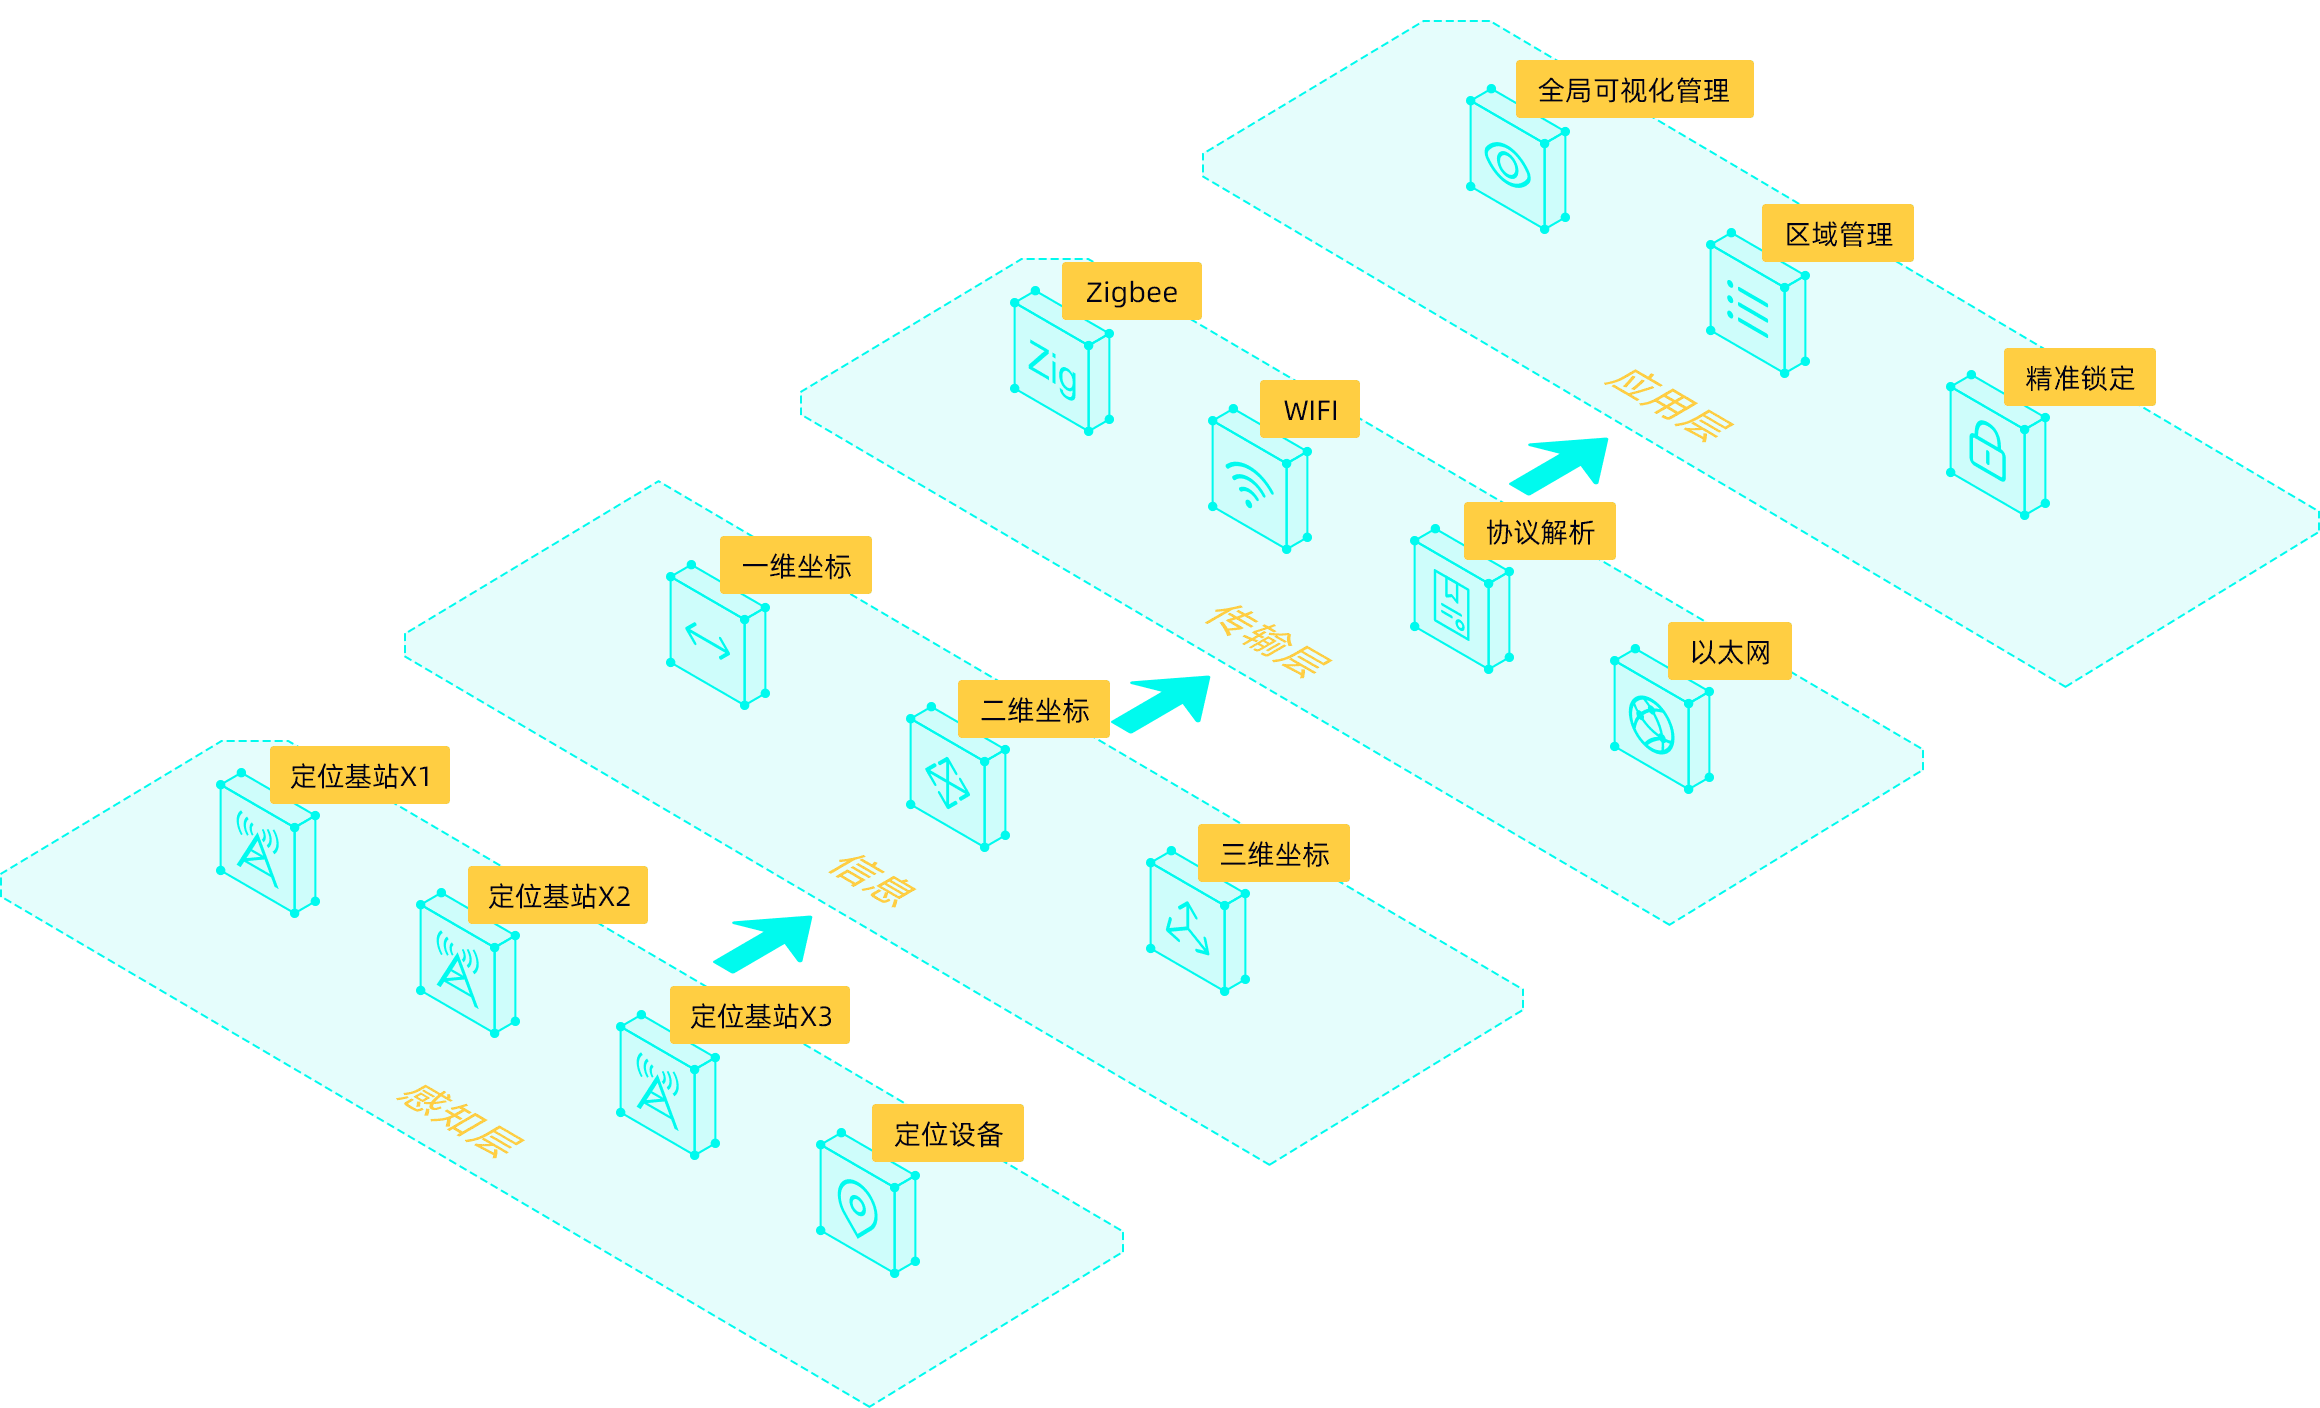 全局可视化管理
区域管理
精准锁定
应用层
Zigbee
Zig
WIFI
协议解析
以太网
传输层
一维坐标
二维坐标
三维坐标
信息
定位基站X1
定位基站X2
定位基站X3
定位设备
感知层